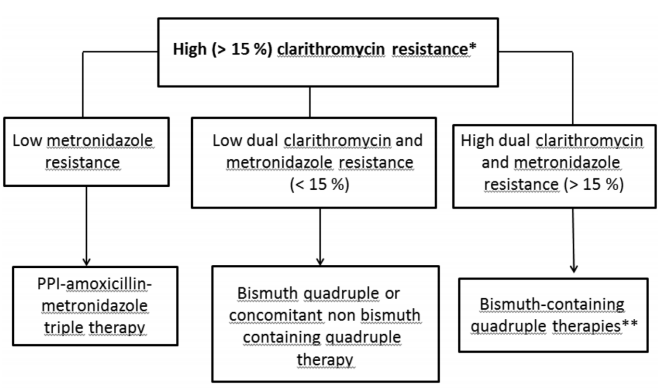 High (> 15 %) clarithromycin resistance*
Low metronidazole
resistance
Low dual clarithromycin and
metronidazole resistance
(< 15 %)
High dual clarithromycin
and metronidazole
resistance (> 15 %)
PPI-amoxicillin-
metronidazole
triple therapy
Bismuth quadruple or
concomitant non bismuth
containing quadruple
therapy
Bismuth-containing
quadruple therapies**